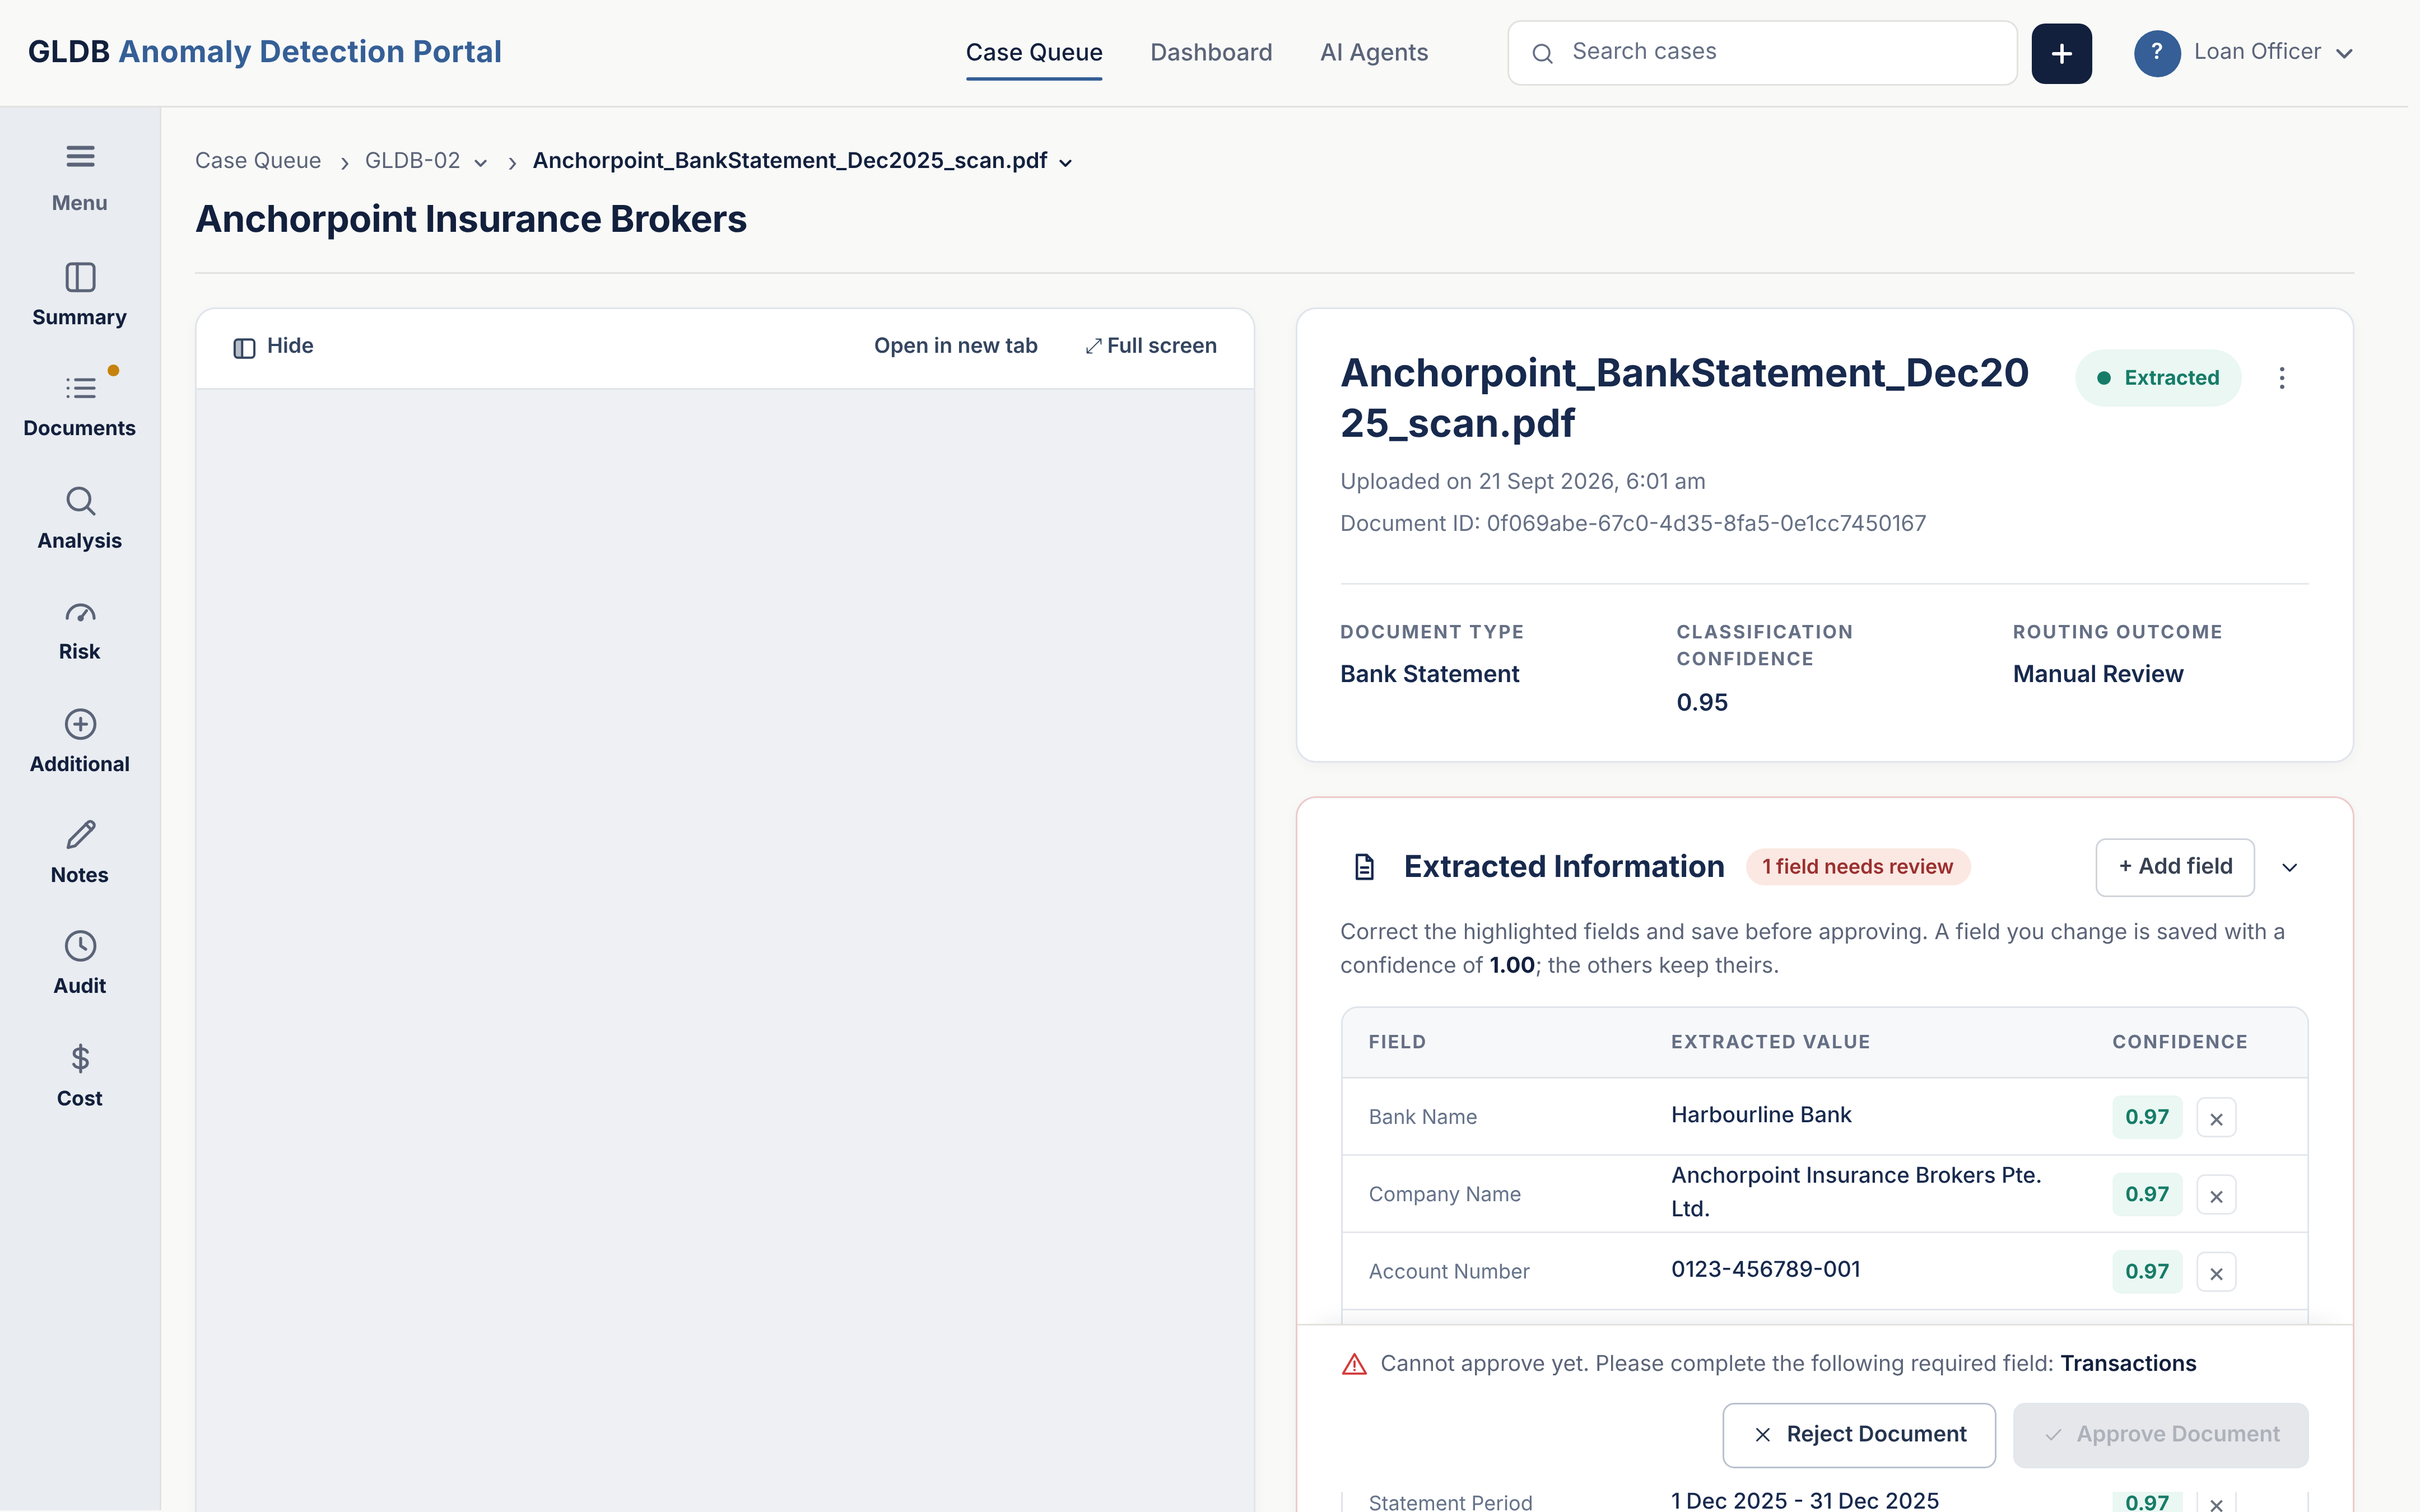 GLDB Anomaly Detection Portal
Case Queue
Dashboard
AI Agents
Search cases
?
Loan Officer
Menu
Summary
Documents
Analysis
Risk
Additional
Notes
Audit
Cost
Case Queue › GLDB-02 › Anchorpoint_BankStatement_Dec2025_scan.pdf
Anchorpoint Insurance Brokers
Hide
Open in new tab
Full screen
Anchorpoint_BankStatement_Dec20
25_scan.pdf
Extracted
Uploaded on 21 Sept 2026, 6:01 am
Document ID: 0f069abe-67c0-4d35-8fa5-0e1cc7450167
DOCUMENT TYPE
Bank Statement
CLASSIFICATION
CONFIDENCE
0.95
ROUTING OUTCOME
Manual Review
Extracted Information
1 field needs review
+ Add field
Correct the highlighted fields and save before approving. A field you change is saved with a
confidence of 1.00; the others keep theirs.
FIELD EXTRACTED VALUE CONFIDENCE
Bank Name Harbourline Bank 0.97
Company Name Anchorpoint Insurance Brokers Pte.
Ltd. 0.97
Account Number 0123-456789-001 0.97
Cannot approve yet. Please complete the following required field: Transactions
Reject Document
Approve Document
Statement Period 1 Dec 2025 - 31 Dec 2025 0.97